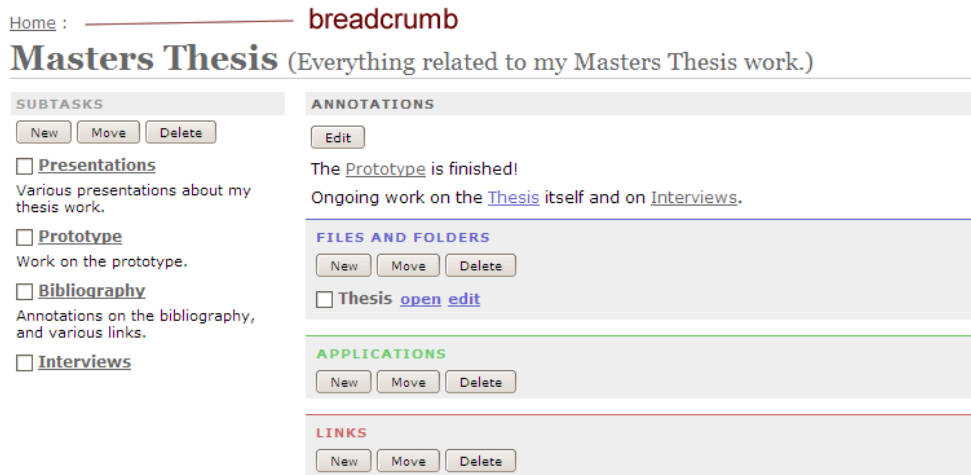 Home :
breadcrumb
Masters Thesis (Everything related to my Masters Thesis work.)
SUBTASKS
New Move Delete
Presentations
Various presentations about my
thesis work.
Prototype
Work on the prototype.
Bibliography
Annotations on the bibliography,
and various links.
Interviews
ANNOTATIONS
Edit
The Prototype is finished!
Ongoing work on the Thesis itself and on Interviews.
FILES AND FOLDERS
New Move Delete
Thesis open edit
APPLICATIONS
New Move Delete
LINKS
New Move Delete